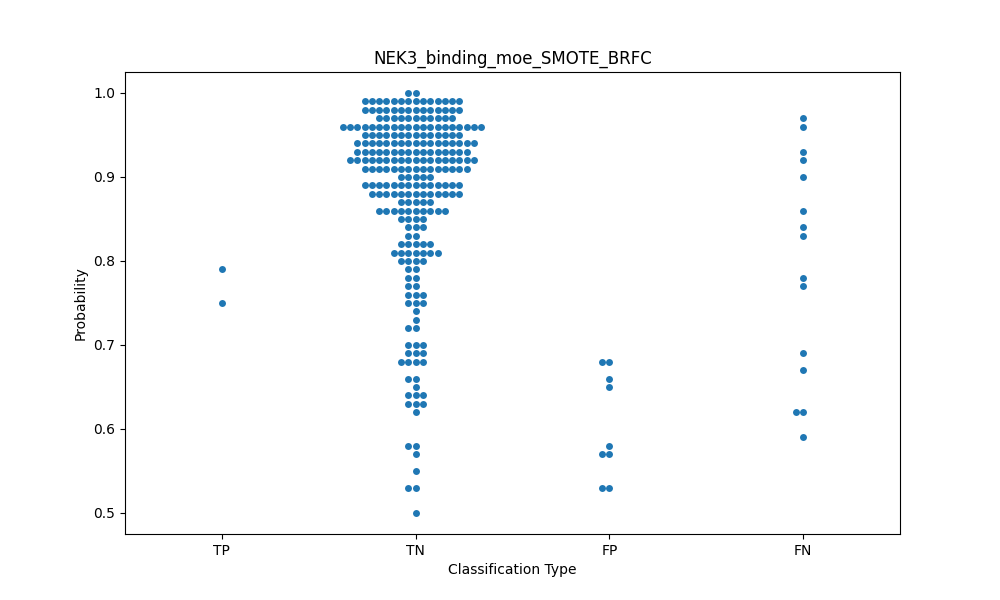 NEK3_binding_moe_SMOTE_BRFC
1.0
0.9
0.8
0.7
0.6
0.5
Probability
TP TN FP FN
Classification Type